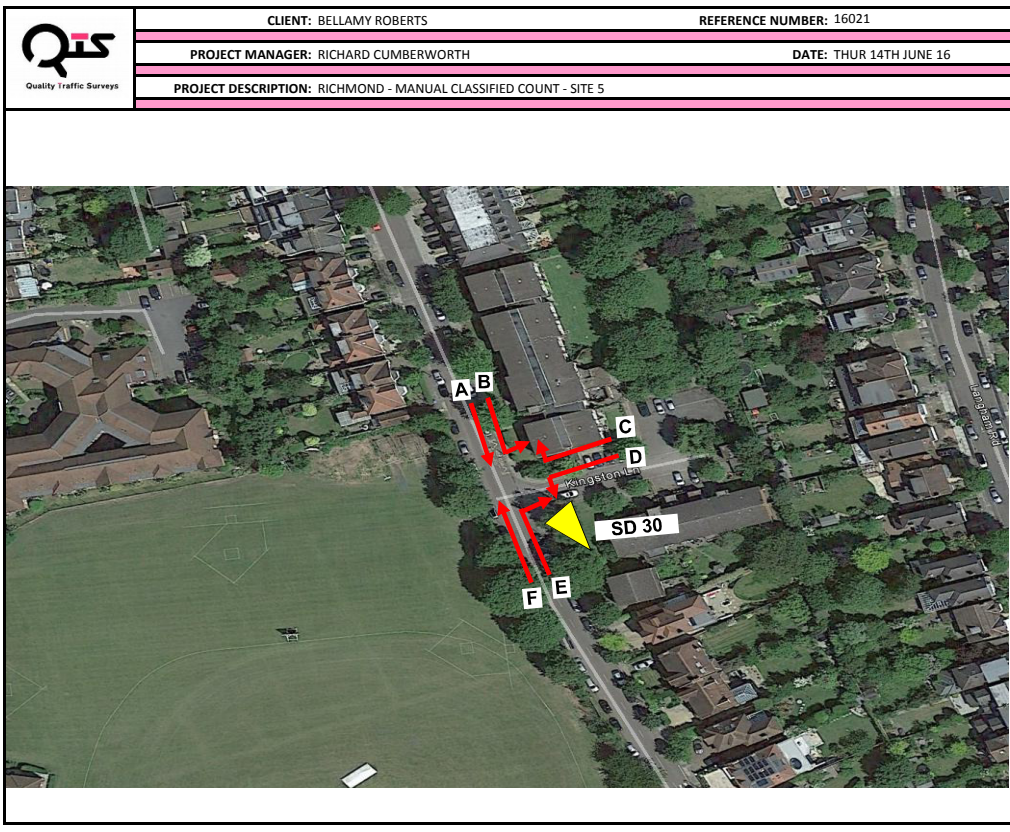 QTS
Quality Traffic Surveys
CLIENT: BELLAMY ROBERTS REFERENCE NUMBER: 16021
PROJECT MANAGER: RICHARD CUMBERWORTH DATE: THUR 14TH JUNE 16
PROJECT DESCRIPTION: RICHMOND - MANUAL CLASSIFIED COUNT - SITE 5
A B
C
D
Langham Rd
Kingston Ln
SD 30
F E